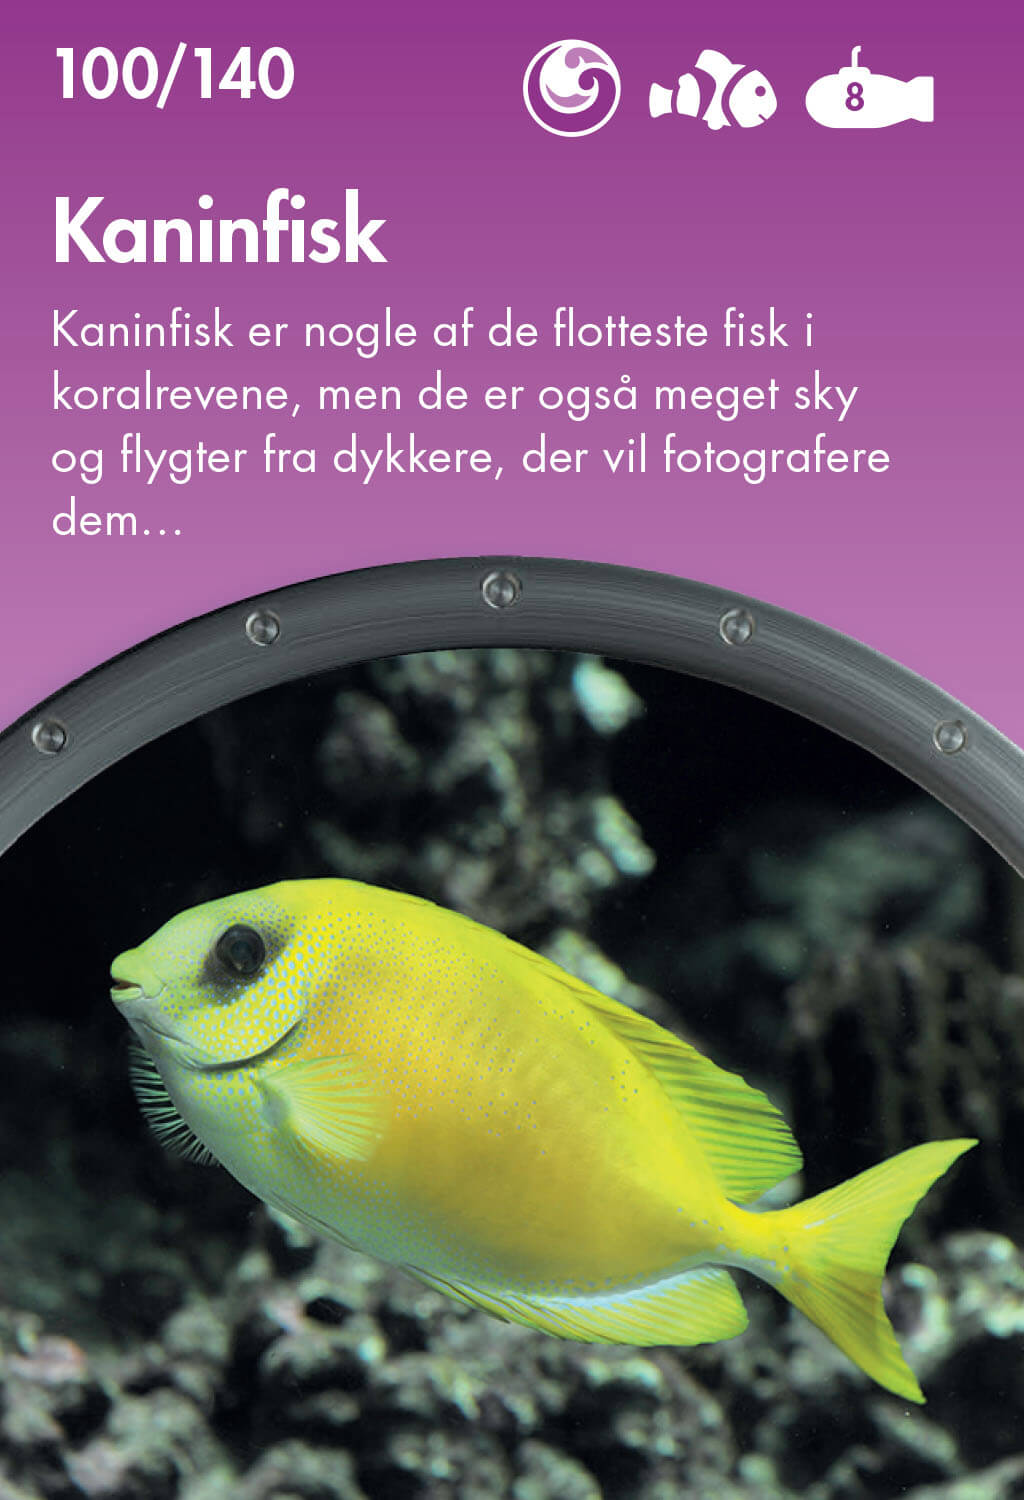 100/140
8
Kaninfisk
Kaninfisk er nogle af de flotteste fisk i
koralrevene, men de er også meget sky
og flygter fra dykkere, der vil fotografere
dem...